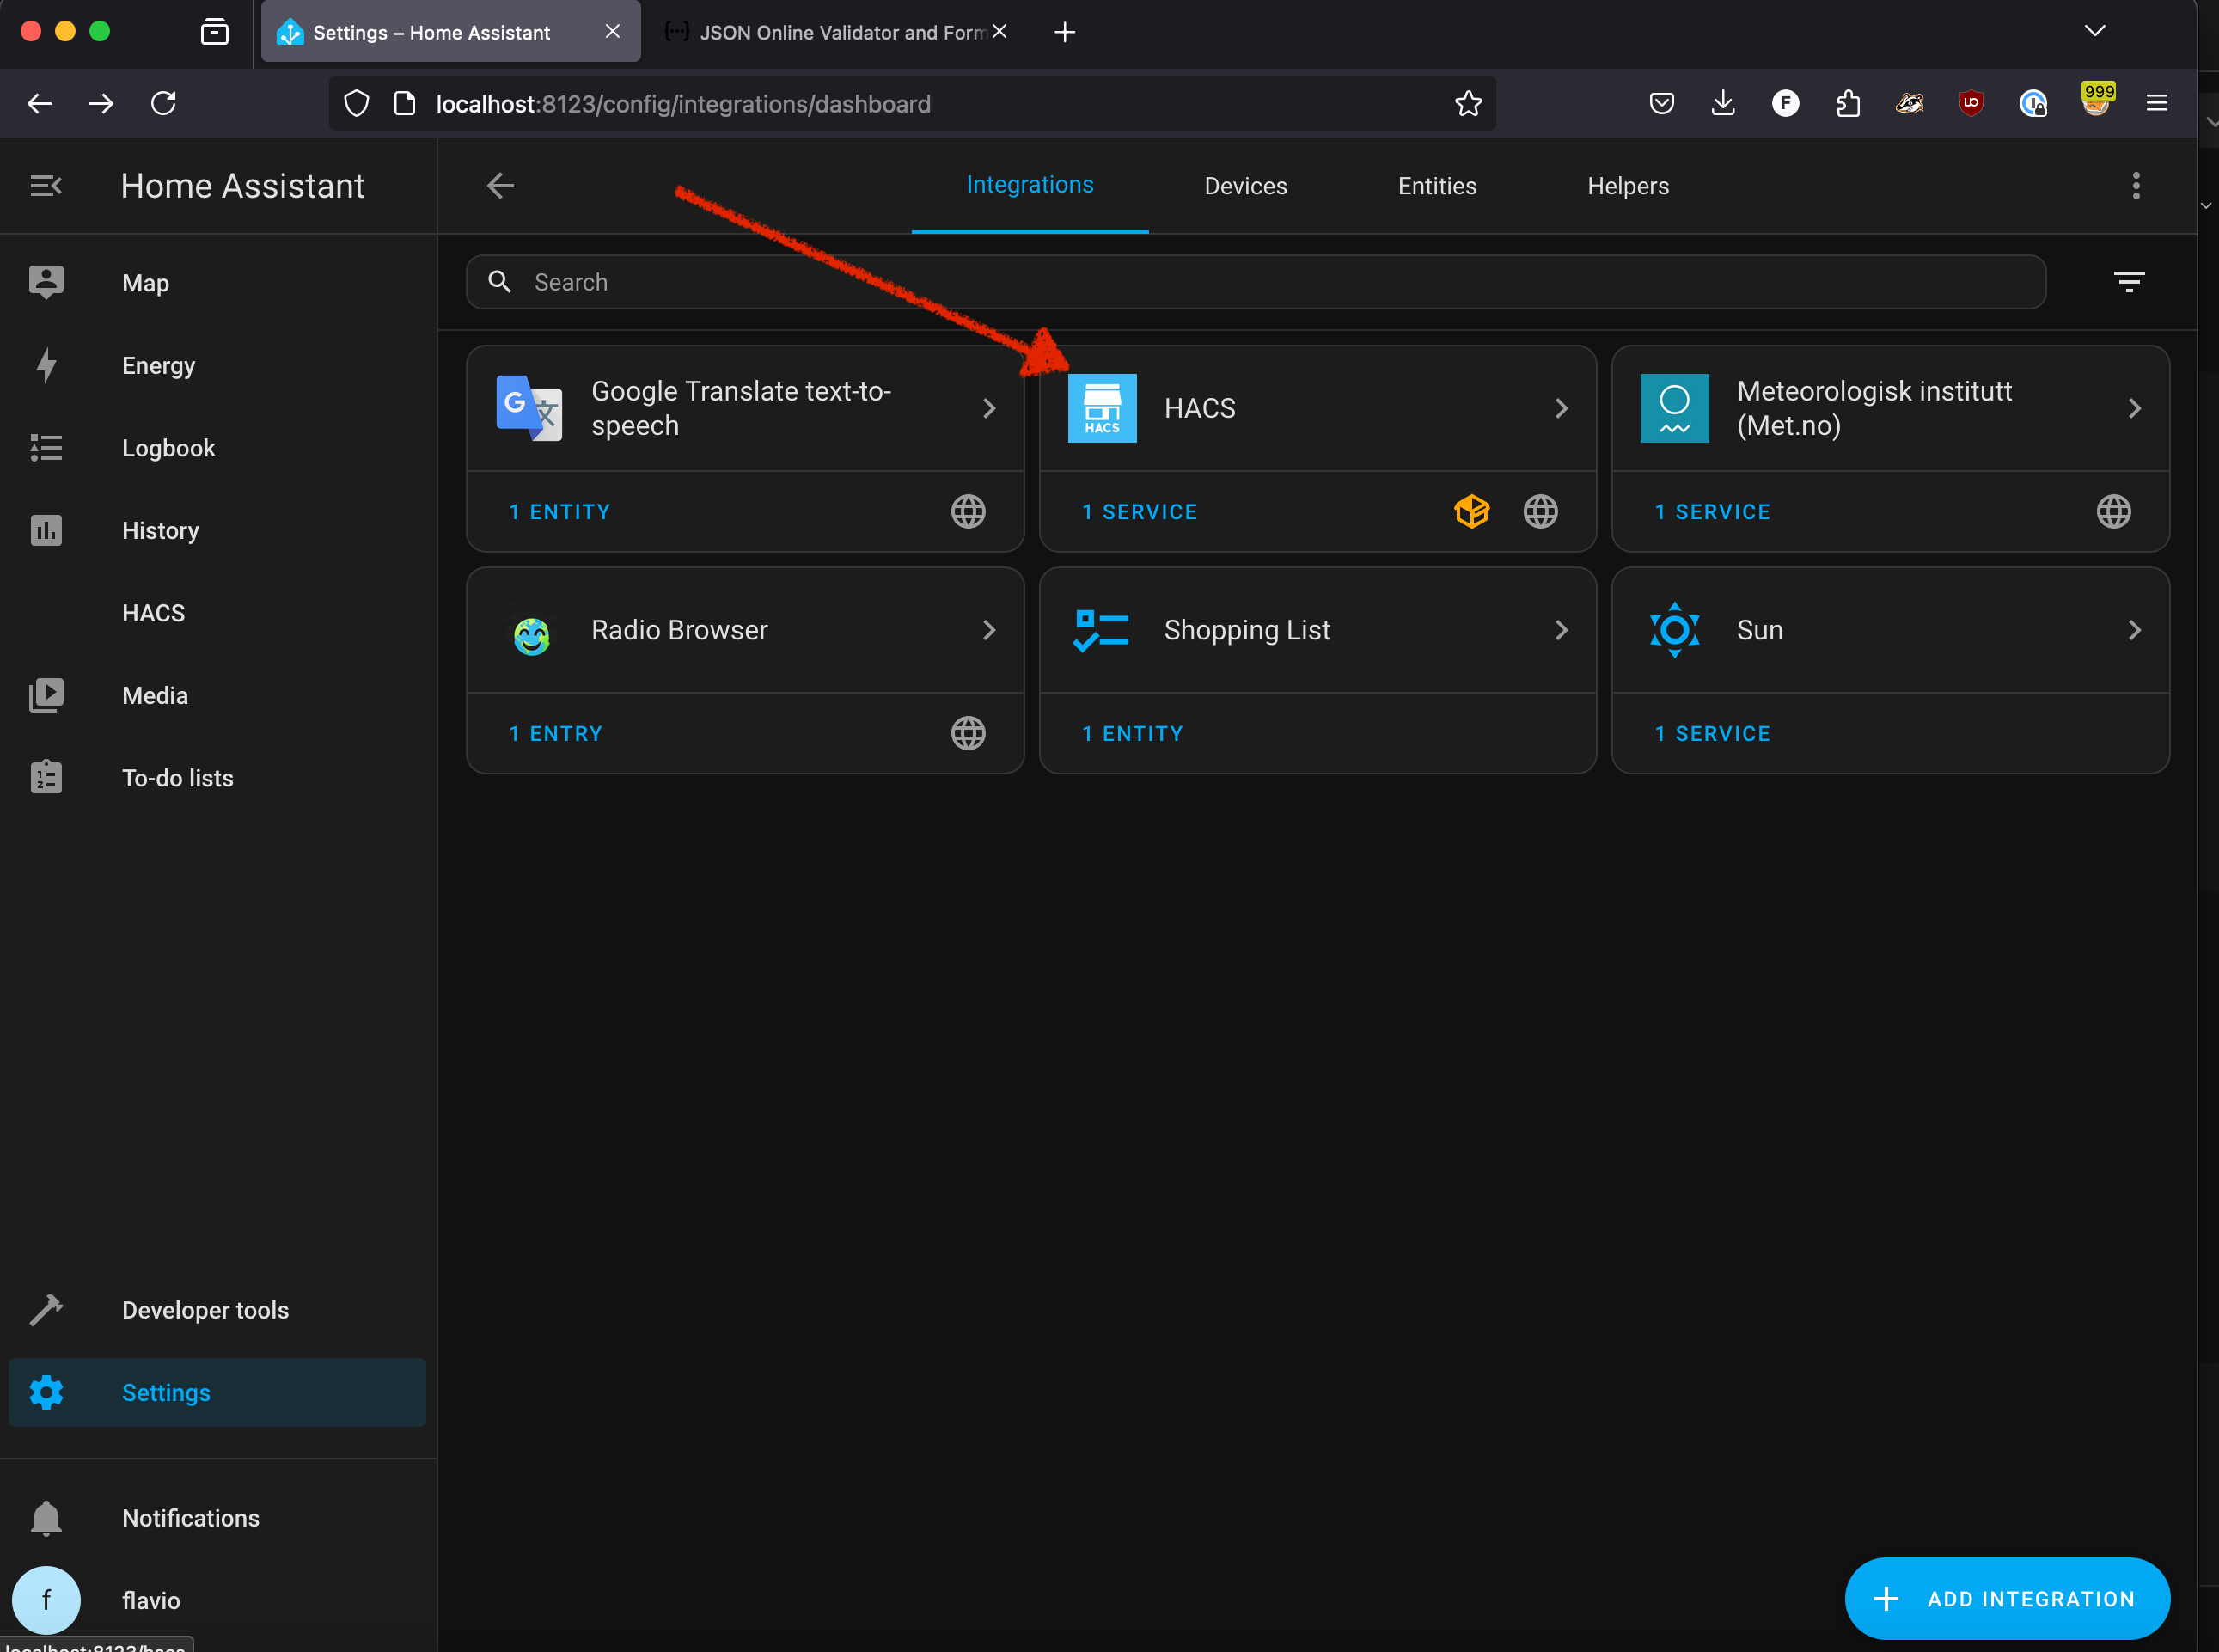 Settings – Home Assistant
JSON Online Validator and Form
localhost:8123/config/integrations/dashboard
F
UO
999
Home Assistant
Integrations
Devices
Entities
Helpers
Map
Search
Energy
Google Translate text-to-
speech
HACS
HACS
Meteorologisk institutt
(Met.no)
Logbook
1 ENTITY
1 SERVICE
1 SERVICE
History
HACS
Radio Browser
Shopping List
Sun
Media
1 ENTRY
1 ENTITY
1 SERVICE
To-do lists
Developer tools
Settings
Notifications
f
flavio
ADD INTEGRATION
localhost:8123/hacs